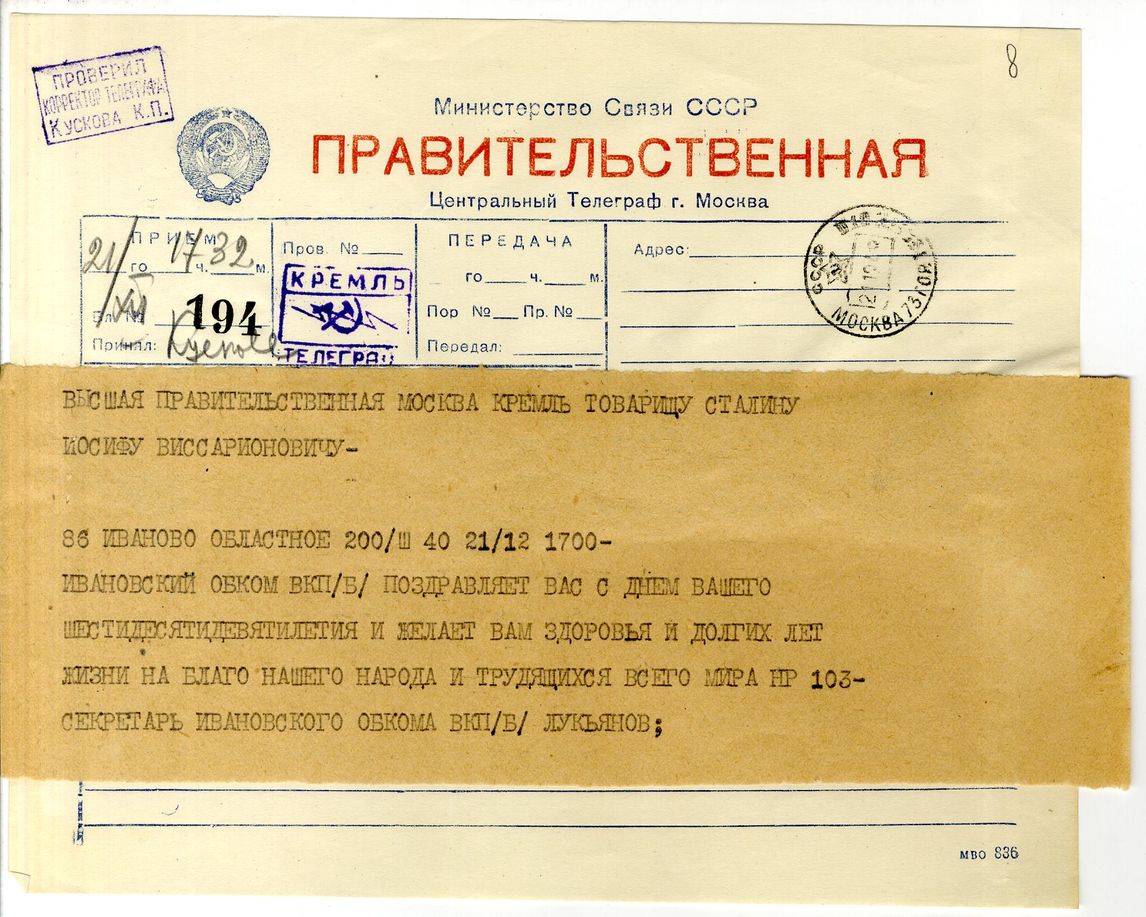 8
ПРОВЕРИЛ
КОРРЕКТОР ТЕЛЕГРАФА
КУСКОВА К.П.
Министерство Связи СССР
ПРАВИТЕЛЬСТВЕННАЯ
Центральный Телеграф г. Москва
ПРИЕМ
21/XII го 17 ч. 32 м.
Бл. № 194
Принял:
Пров. №
КРЕМЛЬ
ТЕЛЕГРАФ
ПЕРЕДАЧА
го ч. м.
Пор № Пр. №
Передал:
Адрес:
СССР МОСКВА
ВЫСШАЯ ПРАВИТЕЛЬСТВЕННАЯ МОСКВА КРЕМЛЬ ТОВАРИЩУ СТАЛИНУ
ИОСИФУ ВИССАРИОНОВИЧУ-
86 ИВАНОВО ОБЛАСТНОЕ 200/Ш 40 21/12 1700-
ИВАНОВСКИЙ ОБКОМ ВКП/Б/ ПОЗДРАВЛЯЕТ ВАС С ДНЕМ ВАШЕГО
ШЕСТИДЕСЯТИДЕВЯТИЛЕТИЯ И ЖЕЛАЕТ ВАМ ЗДОРОВЬЯ И ДОЛГИХ ЛЕТ
ЖИЗНИ НА БЛАГО НАШЕГО НАРОДА И ТРУДЯЩИХСЯ ВСЕГО МИРА НР 103-
СЕКРЕТАРЬ ИВАНОВСКОГО ОБКОМА ВКП/Б/ ЛУКЬЯНОВ;
МВО 836